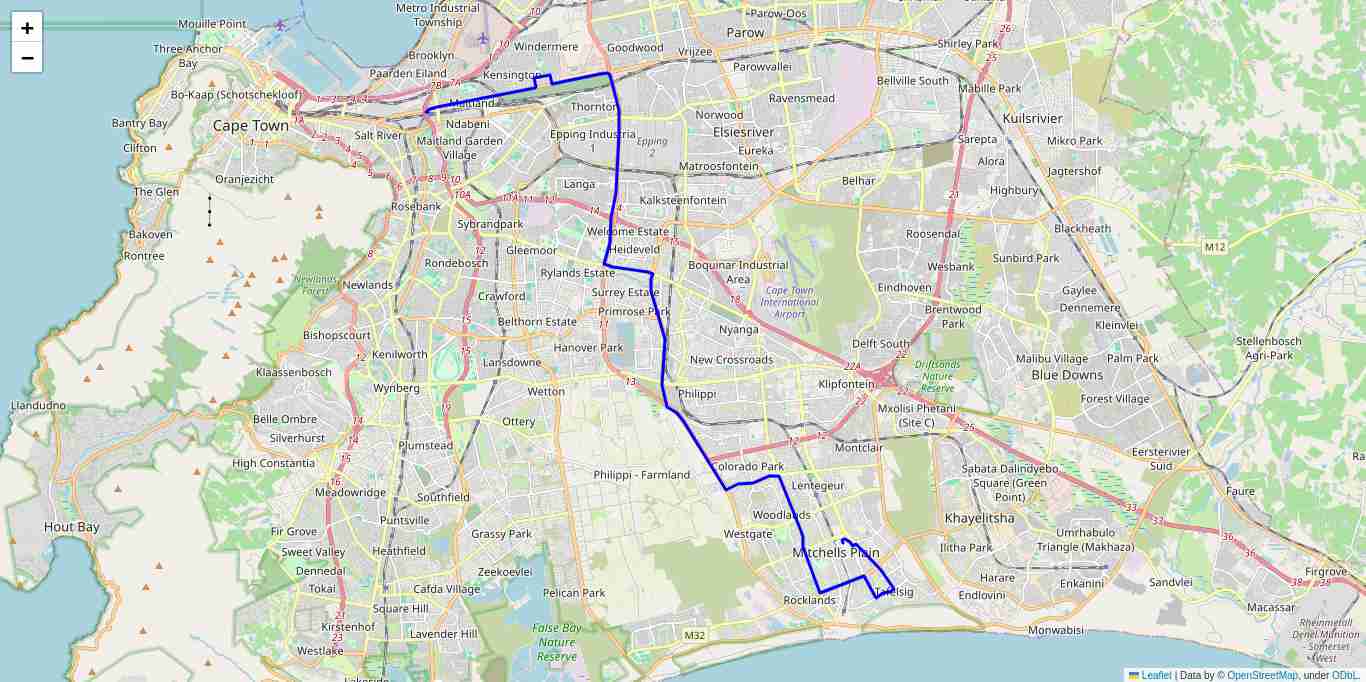 +
−
Metro Industrial
Township
Mouille Point
Parow-Oos
Parow
Three Anchor
Bay
Brooklyn
Windermere
Goodwood
Vrijzee
Shirley Park
Paarden Eiland
Kensington
Parowvallei
Bellville South
Mabille Park
Bo-Kaap (Schotschekloof)
Maitland
Thornton
Ravensmead
Bantry Bay
Cape Town
Salt River
Ndabeni
Norwood
Kuilsrivier
Clifton
Maitland Garden
Village
Epping Industria
1
Epping
2
Elsiesriver
Eureka
Sarepta
Mikro Park
Matroosfontein
Alora
Jagtershof
The Glen
Oranjezicht
Langa
Belhar
Highbury
Rosebank
Kalksteenfontein
Sybrandpark
Welcome Estate
Roosendal
Blackheath
Bakoven
Rontree
Gleemoor
Heideveld
M12
Rondebosch
Rylands Estate
Boquinar Industrial
Area
Wesbank
Sunbird Park
Newlands
Forest
Newlands
Crawford
Surrey Estate
Cape Town
International
Airport
Eindhoven
Gaylee
Dennemere
Primrose Park
Brentwood
Park
Kleinvlei
Bishopscourt
Belthorn Estate
Nyanga
Stellenbosch
Agri-Park
Kenilworth
Hanover Park
Delft South
Klaassenbosch
Lansdowne
New Crossroads
Malibu Village
Palm Park
Blue Downs
Driftsands
Nature
Reserve
Wynberg
Wetton
Philippi
Klipfontein
Forest Village
Llandudno
Belle Ombre
Ottery
Mxolisi Phetani
(Site C)
Silverhurst
Plumstead
Montclair
Eersterivier
Suid
High Constantia
Philippi - Farmland
Colorado Park
Sabata Dalindyebo
Square (Green
Point)
Lentegeur
Meadowridge
Southfield
Faure
Hout Bay
Puntsville
Woodlands
Khayelitsha
Fir Grove
Grassy Park
Westgate
Umrhabulo
Triangle (Makhaza)
Sweet Valley
Heathfield
Mitchells Plain
Ilitha Park
Dennedal
Zeekoevlei
Harare
Enkanini
Sandvlei
Firgrove
Tokai
Cafda Village
Pelican Park
Tafelsig
Endlovini
Rocklands
Square Hill
Macassar
Kirstenhof
Lavender Hill
False Bay
Nature
Reserve
M32
Monwabisi
Rheinmetall
Denel Munition
- Somerset
West
Westlake
Lakeside
Leaflet | Data by © OpenStreetMap, under ODbL.